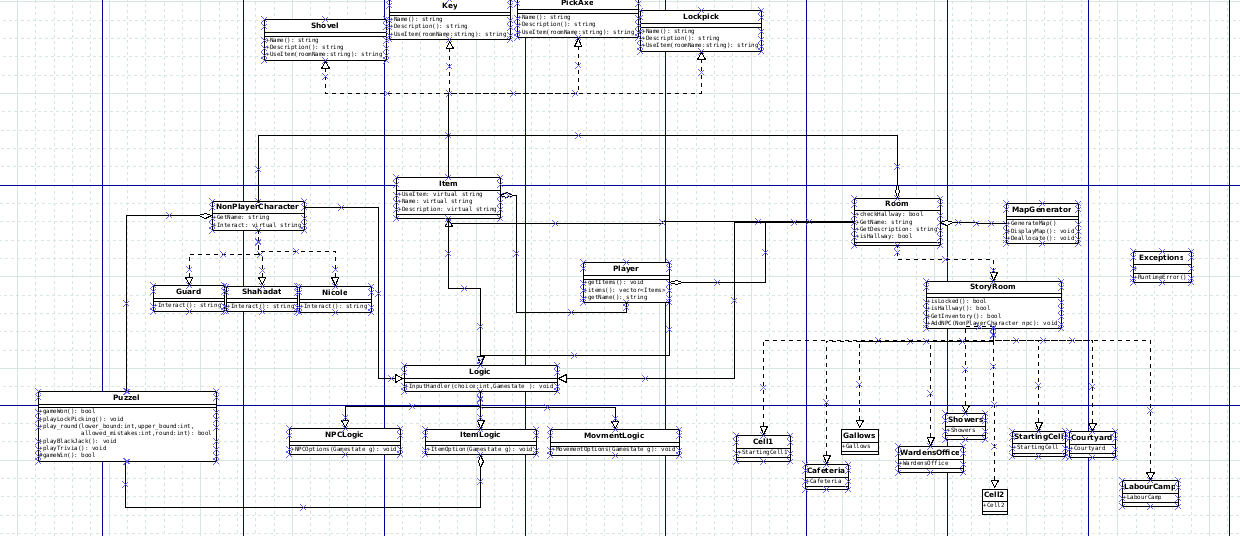 Key
PickAxe
Shovel
Lockpick
+Name(): string
+Description(): string
+UseItem(roomName:string): string
+Name(): string
+Description(): string
+UseItem(roomName:string): string
+Name(): string
+Description(): string
+UseItem(roomName:string): string
+Name(): string
+Description(): string
+UseItem(roomName:string): string
Item
+UseItem: virtual string
+Name: virtual string
+Description: virtual string
NonPlayerCharacter
+GetName: string
+Interact: virtual string
Room
+checkHallway: bool
+GetName: string
+GetDescription: string
+isHallway: bool
MapGenerator
+GenerateMap()
+DisplayMap(): void
+Deallocate(): void
Exceptions
+RuntimeError()
Player
+getItems(): void
+items(): vector<Items>
+getName(): string
Guard
+Interact(): string
Shahadat
+Interact(): string
Nicole
+Interact(): string
StoryRoom
+isLocked(): bool
+isHallway(): bool
+GetInventory(): bool
+AddNPC(NonPlayerCharacter npc): void
Logic
+InputHandler(choice:int,Gamestate ): void
Puzzel
+gameWon(): bool
+playLockPicking(): void
+play_round(lower_bound:int,upper_bound:int,
allowed_mistakes:int,round:int): bool
+playBlackJack(): void
+playTrivia(): void
+gameWin(): bool
NPCLogic
+NPCOptions(Gamestate g): void
ItemLogic
+ItemOption(Gamestate g): void
MovmentLogic
+MovementOptions(Gamestate g): void
Cell1
+StartingCell1
Gallows
+Gallows
Cafeteria
+Cafeteria
WardensOffice
+WardensOffice
Showers
+Showers
Cell2
+Cell2
StartingCell
+StartingCell
Courtyard
+Courtyard
LabourCamp
+LabourCamp